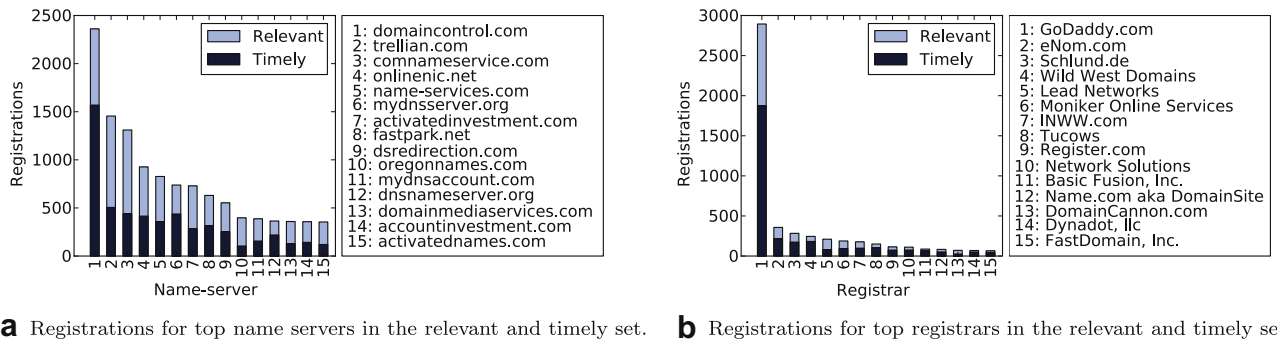 2500
2000
1500
1000
500
0
Registrations
Relevant
Timely
1 2 3 4 5 6 7 8 9 10 11 12 13 14 15
Name-server
1: domaincontrol.com
2: trellian.com
3: comnameservice.com
4: onlinenic.net
5: name-services.com
6: mydnsserver.org
7: activatedinvestment.com
8: fastpark.net
9: dsredirection.com
10: oregonnames.com
11: mydnsaccount.com
12: dnsnameserver.org
13: domainmediaservices.com
14: accountinvestment.com
15: activatednames.com
a Registrations for top name servers in the relevant and timely set.
3000
2500
2000
1500
1000
500
0
Registrations
Relevant
Timely
1 2 3 4 5 6 7 8 9 10 11 12 13 14 15
Registrar
1: GoDaddy.com
2: eNom.com
3: Schlund.de
4: Wild West Domains
5: Lead Networks
6: Moniker Online Services
7: INWW.com
8: Tucows
9: Register.com
10: Network Solutions
11: Basic Fusion, Inc.
12: Name.com aka DomainSite
13: DomainCannon.com
14: Dynadot, llc
15: FastDomain, Inc.
b Registrations for top registrars in the relevant and timely se